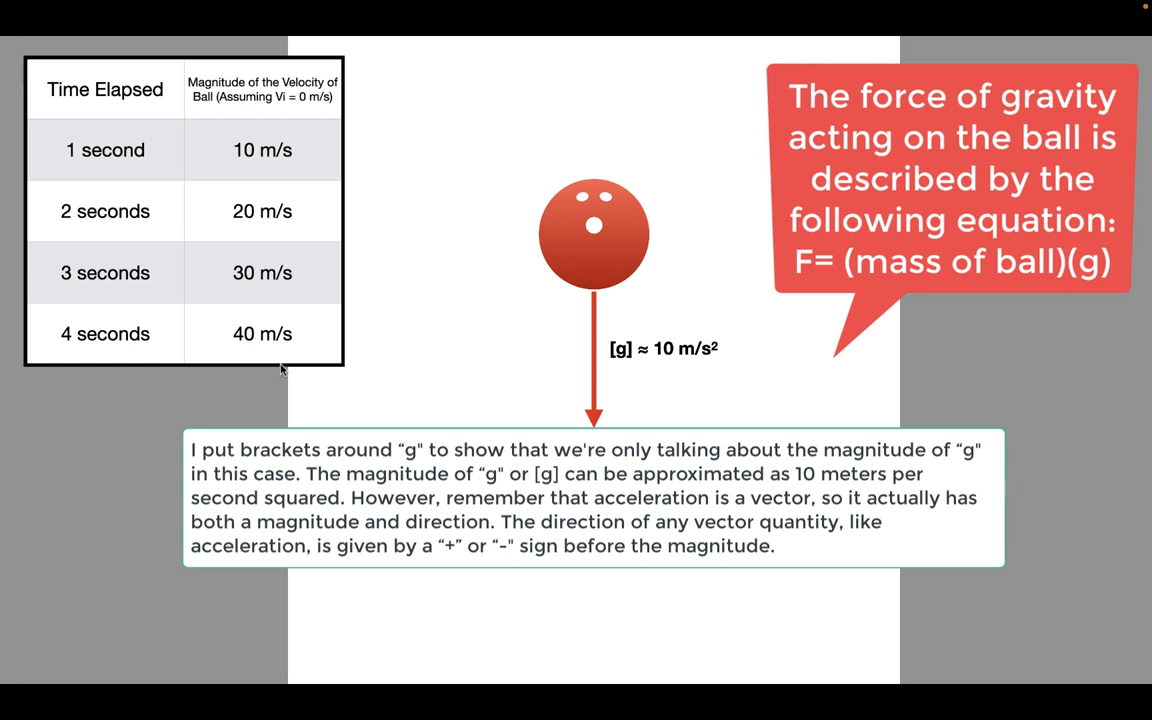 Time Elapsed
Magnitude of the Velocity of
Ball (Assuming Vi = 0 m/s)
1 second
10 m/s
2 seconds
20 m/s
3 seconds
30 m/s
4 seconds
40 m/s
The force of gravity
acting on the ball is
described by the
following equation:
F= (mass of ball)(g)
[g] ≈ 10 m/s²
I put brackets around “g" to show that we're only talking about the magnitude of “g"
in this case. The magnitude of “g" or [g] can be approximated as 10 meters per
second squared. However, remember that acceleration is a vector, so it actually has
both a magnitude and direction. The direction of any vector quantity, like
acceleration, is given by a “+” or “-" sign before the magnitude.